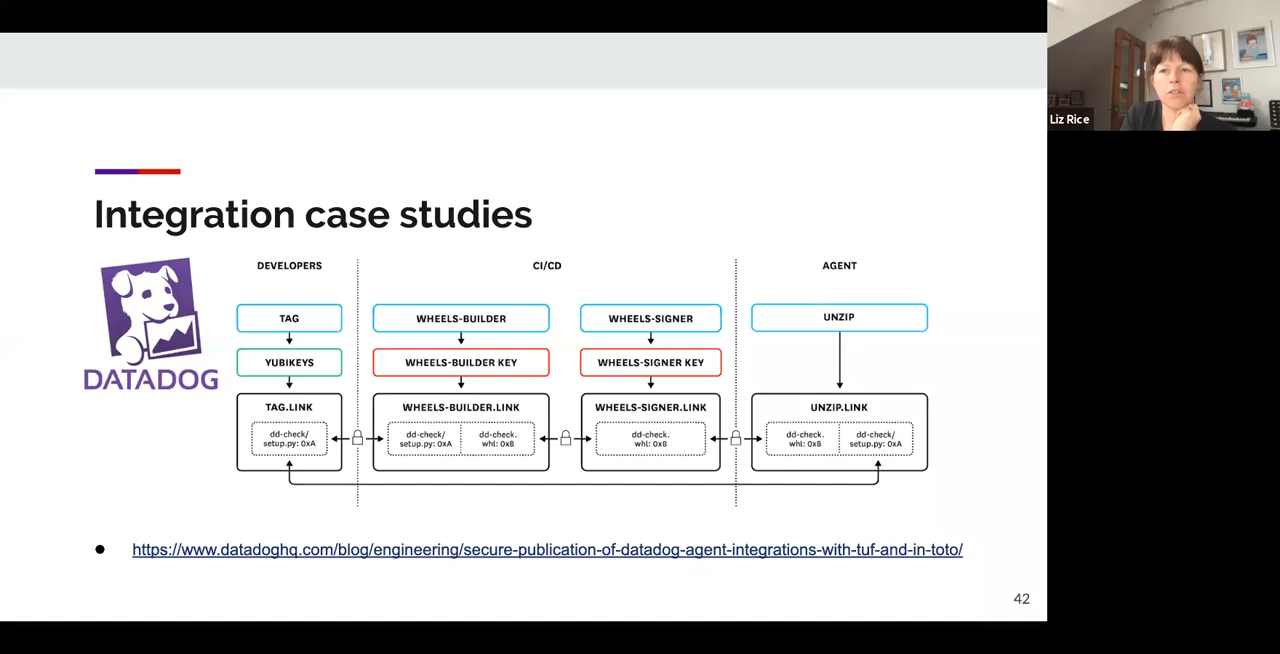 Liz Rice
Integration case studies
DATADOG
DEVELOPERS
CI/CD
AGENT
TAG
WHEELS-BUILDER
WHEELS-SIGNER
UNZIP
YUBIKEYS
WHEELS-BUILDER KEY
WHEELS-SIGNER KEY
TAG.LINK
WHEELS-BUILDER.LINK
WHEELS-SIGNER.LINK
UNZIP.LINK
dd-check/
setup.py: 0xA
dd-check/
setup.py: 0xA
dd-check.
whl: 0xB
dd-check.
whl: 0xB
dd-check.
whl: 0xB
dd-check/
setup.py: 0xA
● https://www.datadoghq.com/blog/engineering/secure-publication-of-datadog-agent-integrations-with-tuf-and-in-toto/
42